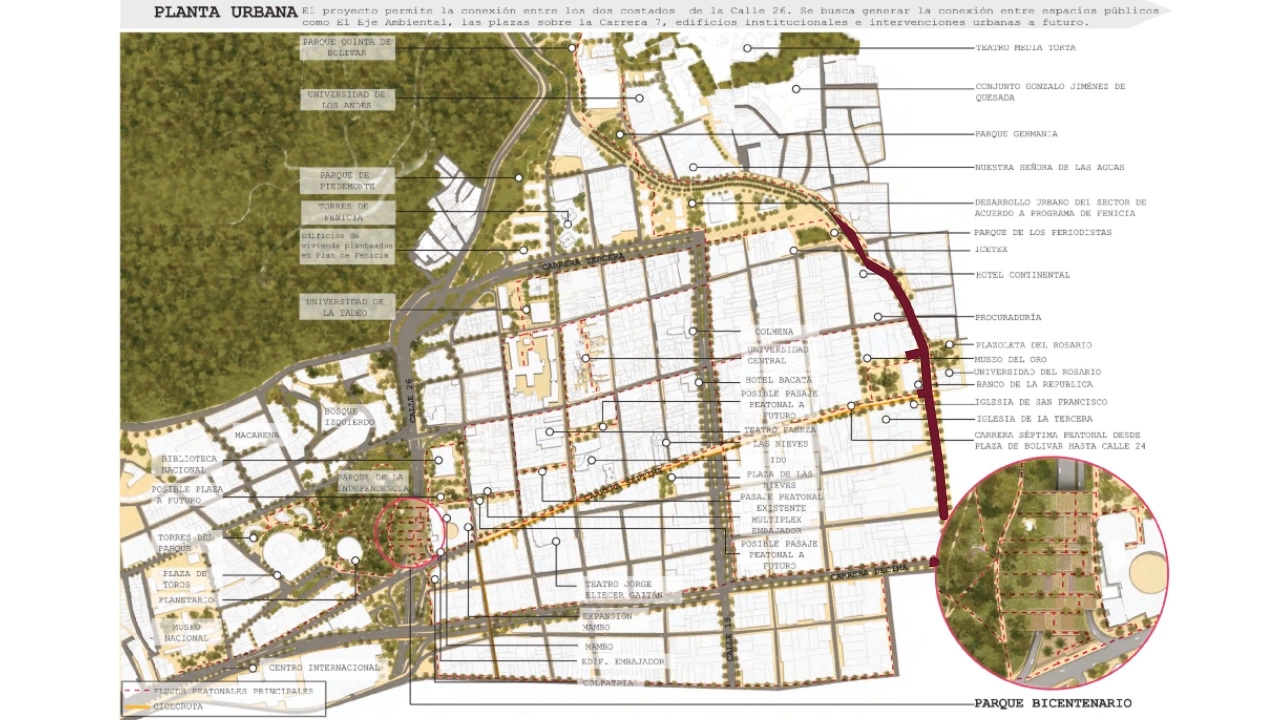 PLANTA URBANA
El proyecto permite la conexión entre los dos costados de la Calle 26. Se busca generar la conexión entre espacios públicos
como El Eje Ambiental, las plazas sobre la Carrera 7, edificios institucionales e intervenciones urbanas a futuro.
PARQUE QUINTA DE
BOLIVAR
UNIVERSIDAD DE
LOS ANDES
PARQUE DE
PIEDEMONTE
TORRES DE
FENICIA
Edificios de
vivienda planteados
en Plan de Fenicia
UNIVERSIDAD DE
LA TADEO
TEATRO MEDIA TORTA
CONJUNTO GONZALO JIMÉNEZ DE
QUESADA
PARQUE GERMANIA
NUESTRA SEÑORA DE LAS AGUAS
DESARROLLO URBANO DEL SECTOR DE
ACUERDO A PROGRAMA DE FENICIA
PARQUE DE LOS PERIODISTAS
ICETEX
HOTEL CONTINENTAL
PROCURADURÍA
PLAZOLETA DEL ROSARIO
MUSEO DEL ORO
UNIVERSIDAD DEL ROSARIO
BANCO DE LA REPUBLICA
IGLESIA DE SAN FRANCISCO
IGLESIA DE LA TERCERA
CARRERA SÉPTIMA PEATONAL DESDE
PLAZA DE BOLIVAR HASTA CALLE 24
CARRERA TERCERA
COLMENA
UNIVERSIDAD
CENTRAL
HOTEL BACATÁ
POSIBLE PASAJE
PEATONAL A
FUTURO
TEATRO FAENZA
LAS NIEVES
IDU
PLAZA DE LAS
NIEVES
PASAJE PEATONAL
EXISTENTE
MULTIPLEX
EMBAJADOR
POSIBLE PASAJE
PEATONAL A
FUTURO
CALLE 26
BOSQUE
IZQUIERDO
MACARENA
BIBLIOTECA
NACIONAL
PARQUE DE LA
INDEPENDENCIA
POSIBLE PLAZA
A FUTURO
TORRES DEL
PARQUE
PLAZA DE
TOROS
PLANETARIO
MUSEO
NACIONAL
CENTRO INTERNACIONAL
CARRERA SEPTIMA
CARRERA DECIMA
CALLE 19
TEATRO JORGE
ELIECER GAITÁN
EXPANSIÓN
MAMBO
MAMBO
EDIF. EMBAJADOR
COLPATRIA
FLUJOS PEATONALES PRINCIPALES
CICLORUTA
PARQUE BICENTENARIO